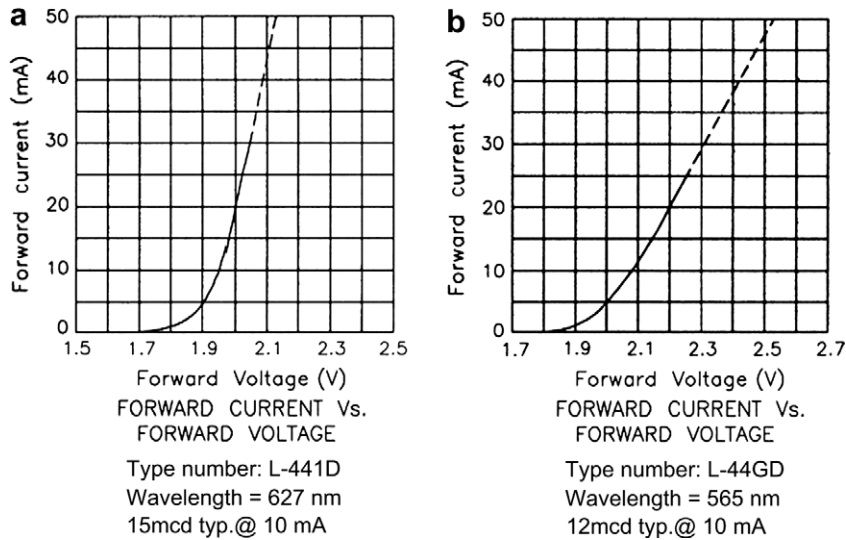 a
50
40
30
20
10
0
Forward current (mA)
1.5 1.7 1.9 2.1 2.3 2.5
Forward Voltage (V)
FORWARD CURRENT Vs.
FORWARD VOLTAGE
Type number: L-441D
Wavelength = 627 nm
15mcd typ.@ 10 mA
b
50
40
30
20
10
0
Forward current (mA)
1.7 1.9 2.1 2.3 2.5 2.7
Forward Voltage (V)
FORWARD CURRENT Vs.
FORWARD VOLTAGE
Type number: L-44GD
Wavelength = 565 nm
12mcd typ.@ 10 mA